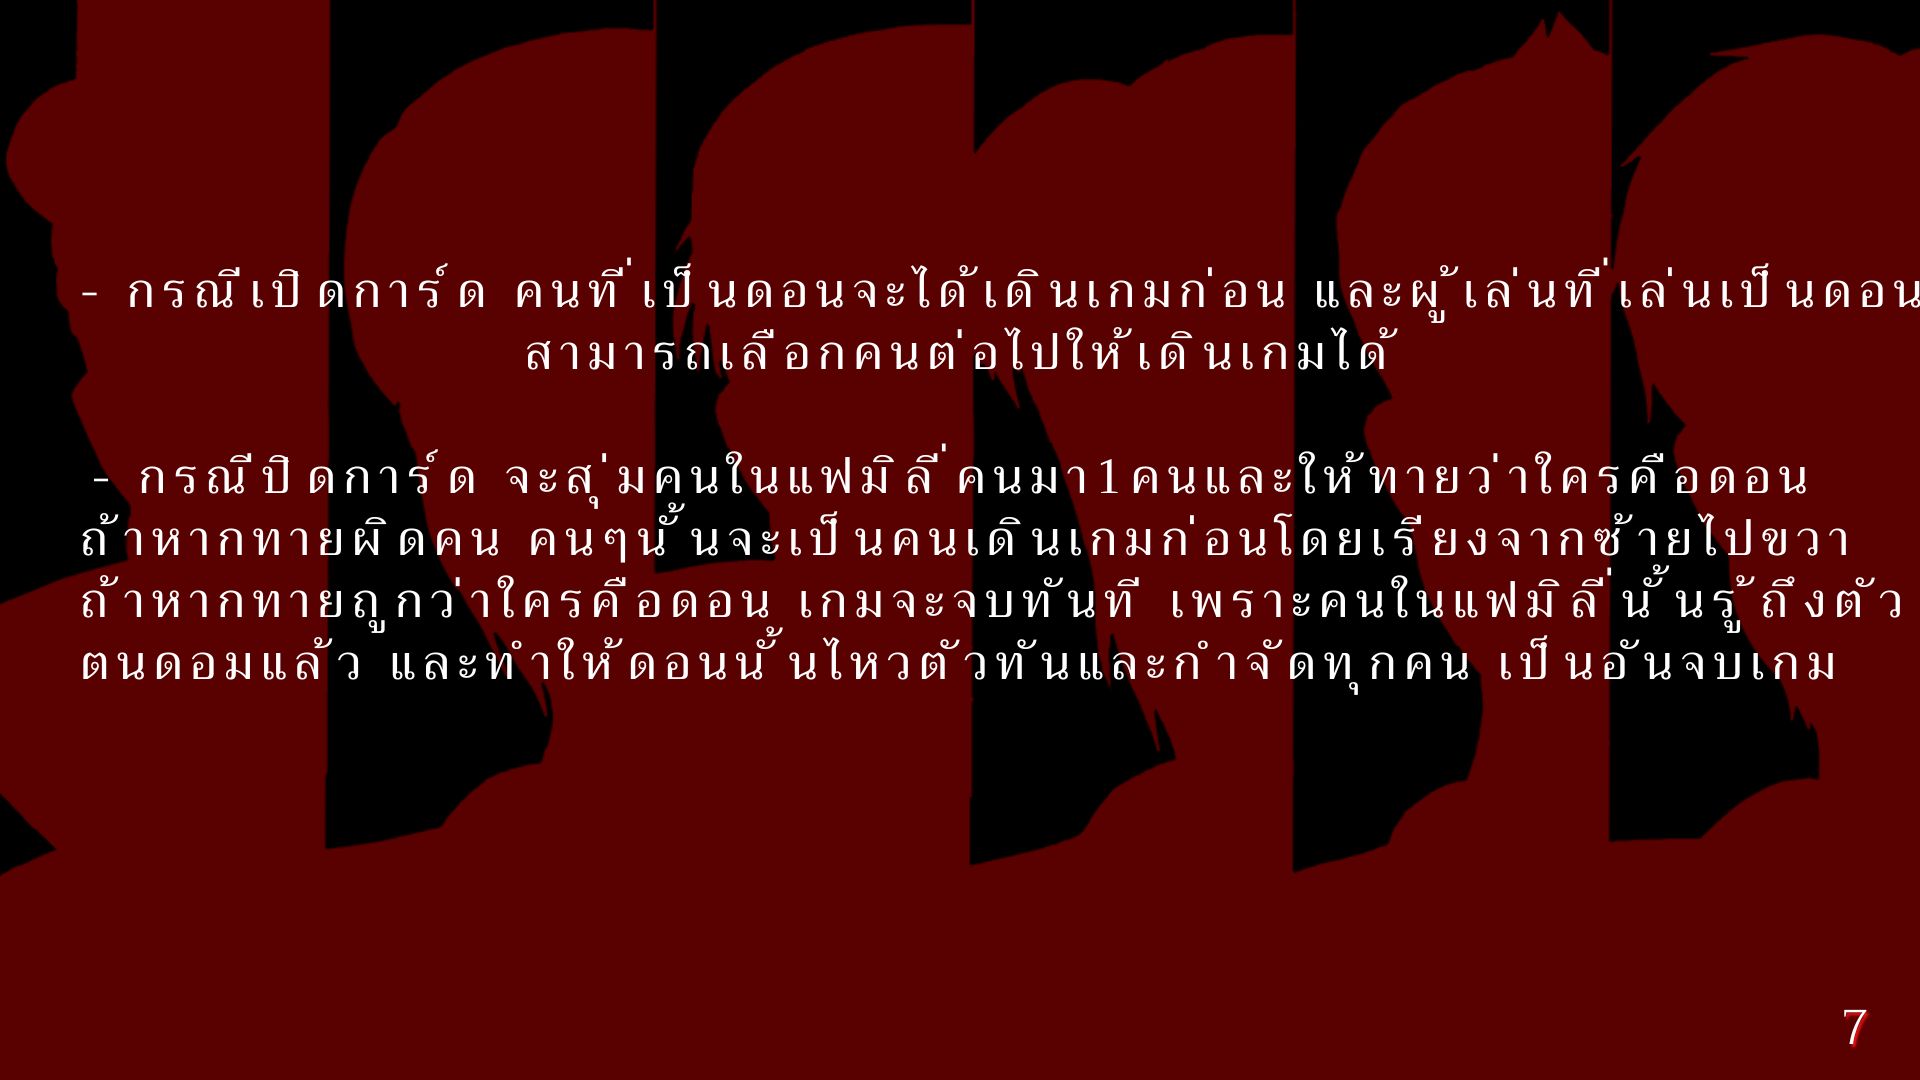 - กรณีเปิดการ์ด คนที่เป็นดอนจะได้เดินเกมก่อน และผู้เล่นที่เล่นเป็นดอน
สามารถเลือกคนต่อไปให้เดินเกมได้
- กรณีปิดการ์ด จะสุ่มคนในแฟมิลี่คนมา1คนและให้ทายว่าใครคือดอน
ถ้าหากทายผิดคน คนๆนั้นจะเป็นคนเดินเกมก่อนโดยเรียงจากซ้ายไปขวา
ถ้าหากทายถูกว่าใครคือดอน เกมจะจบทันที เพราะคนในแฟมิลี่นั้นรู้ถึงตัว
ตนดอมแล้ว และทำให้ดอนนั้นไหวตัวทันและกำจัดทุกคน เป็นอันจบเกม
7